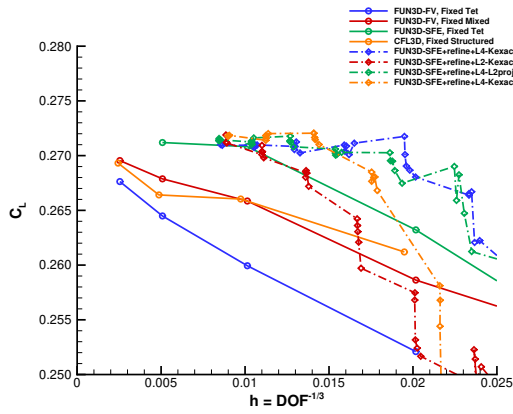 FUN3D-FV, Fixed Tet
FUN3D-FV, Fixed Mixed
FUN3D-SFE, Fixed Tet
CFL3D, Fixed Structured
FUN3D-SFE+refine+L4-Kexac
FUN3D-SFE+refine+L2-Kexac
FUN3D-SFE+refine+L4-L2proj
FUN3D-SFE+refine+L4-Kexac
0.280
0.275
0.270
0.265
0.260
0.255
0.250
C_L
0
0.005
0.01
0.015
0.02
0.025
h = DOF^{-1/3}